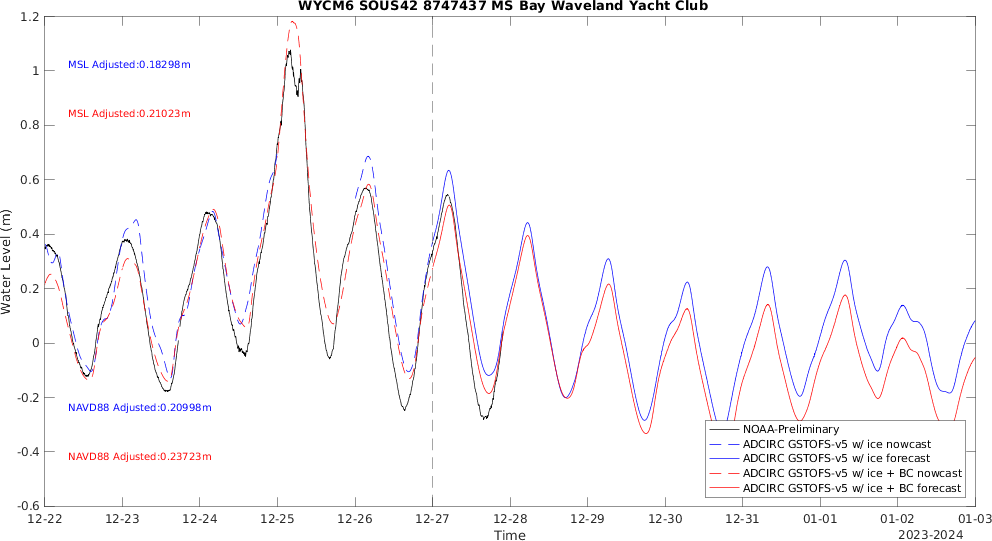 WYCM6 SOUS42 8747437 MS Bay Waveland Yacht Club
Water Level (m)
1.2
1
0.8
0.6
0.4
0.2
0
-0.2
-0.4
-0.6
MSL Adjusted:0.18298m
MSL Adjusted:0.21023m
NAVD88 Adjusted:0.20998m
NAVD88 Adjusted:0.23723m
NOAA-Preliminary
ADCIRC GSTOFS-v5 w/ ice nowcast
ADCIRC GSTOFS-v5 w/ ice forecast
ADCIRC GSTOFS-v5 w/ ice + BC nowcast
ADCIRC GSTOFS-v5 w/ ice + BC forecast
12-22 12-23 12-24 12-25 12-26 12-27 12-28 12-29 12-30 12-31 01-01 01-02 01-03
Time
2023-2024